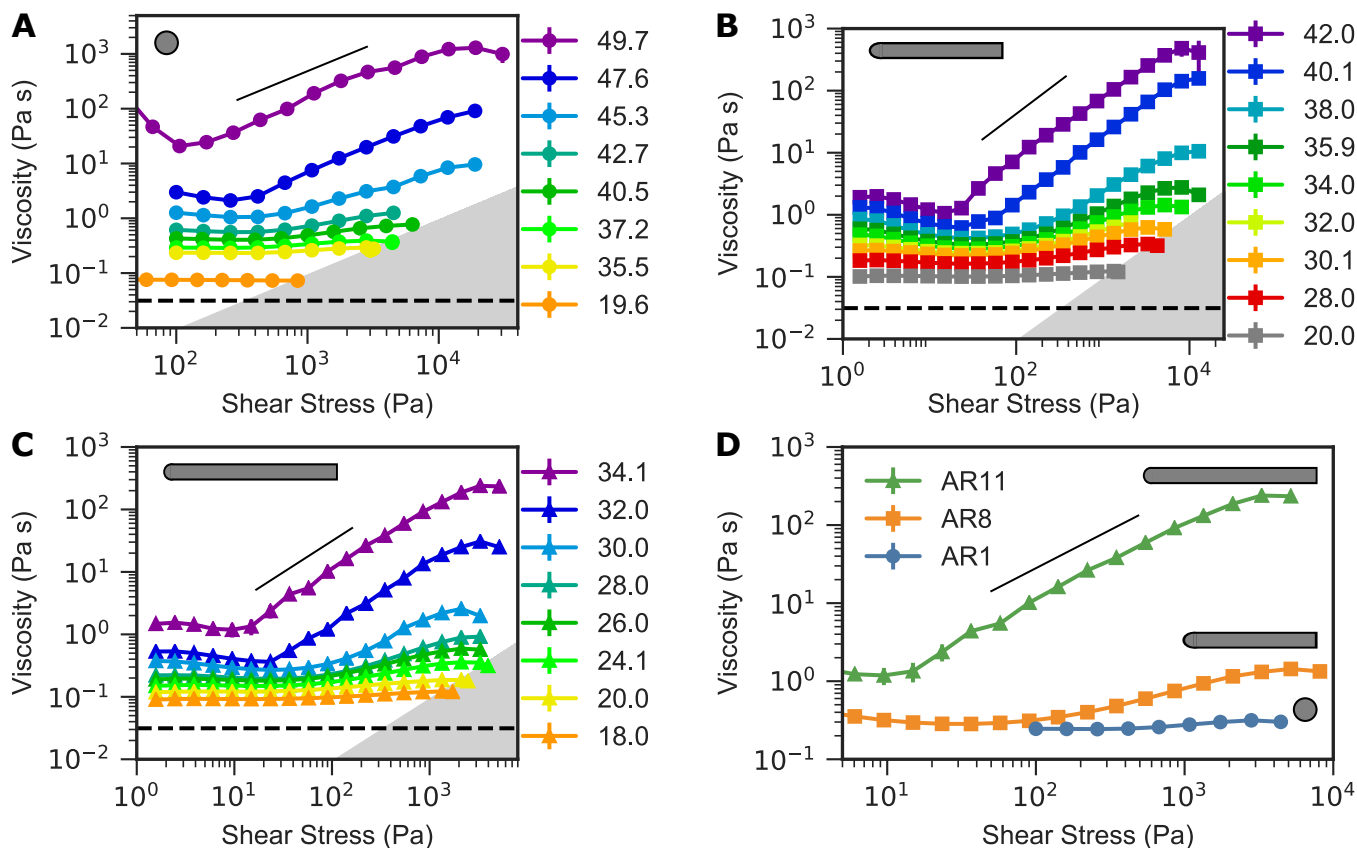 A
Viscosity (Pa s)
10³
10²
10¹
10⁰
10⁻¹
10⁻²
10² 10³ 10⁴
Shear Stress (Pa)
49.7
47.6
45.3
42.7
40.5
37.2
35.5
19.6
B
Viscosity (Pa s)
10³
10²
10¹
10⁰
10⁻¹
10⁻²
10⁰ 10² 10⁴
Shear Stress (Pa)
42.0
40.1
38.0
35.9
34.0
32.0
30.1
28.0
20.0
C
Viscosity (Pa s)
10³
10²
10¹
10⁰
10⁻¹
10⁻²
10⁰ 10¹ 10² 10³
Shear Stress (Pa)
34.1
32.0
30.0
28.0
26.0
24.1
20.0
18.0
D
Viscosity (Pa s)
10³
10²
10¹
10⁰
10⁻¹
AR11
AR8
AR1
10¹ 10² 10³ 10⁴
Shear Stress (Pa)